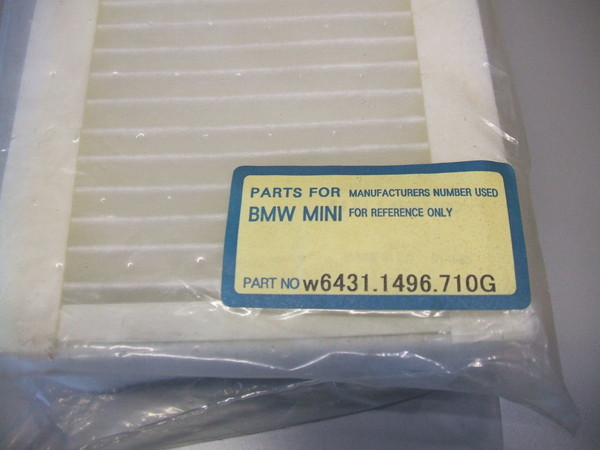 PARTS FOR MANUFACTURERS NUMBER USED
BMW MINI FOR REFERENCE ONLY
PART NO w6431.1496.710G